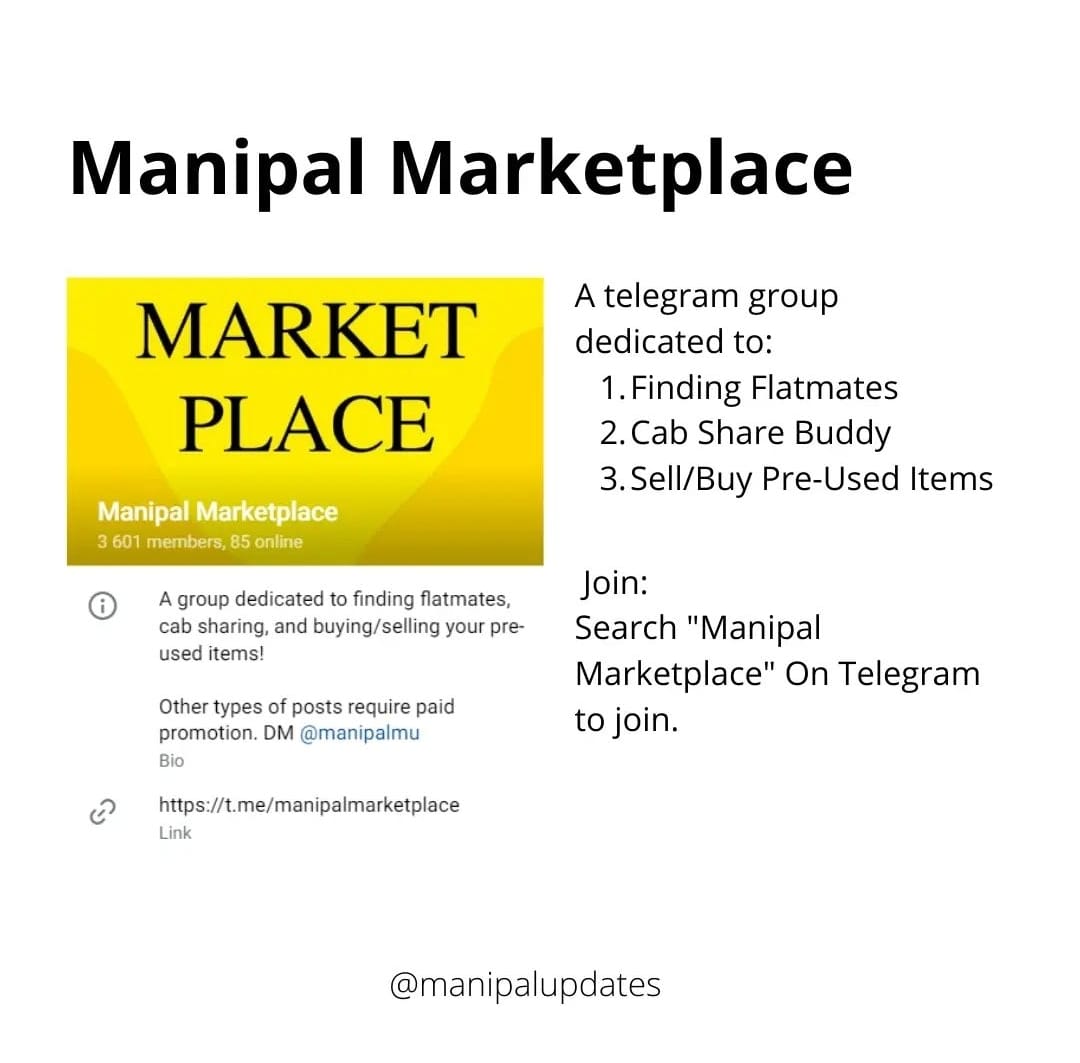 Manipal Marketplace
MARKET
PLACE
Manipal Marketplace
3 601 members, 85 online
A group dedicated to finding flatmates,
cab sharing, and buying/selling your pre-
used items!
Other types of posts require paid
promotion. DM @manipalmu
Bio
https://t.me/manipalmarketplace
Link
A telegram group
dedicated to:
1.Finding Flatmates
2.Cab Share Buddy
3.Sell/Buy Pre-Used Items
Join:
Search "Manipal
Marketplace" On Telegram
to join.
@manipalupdates